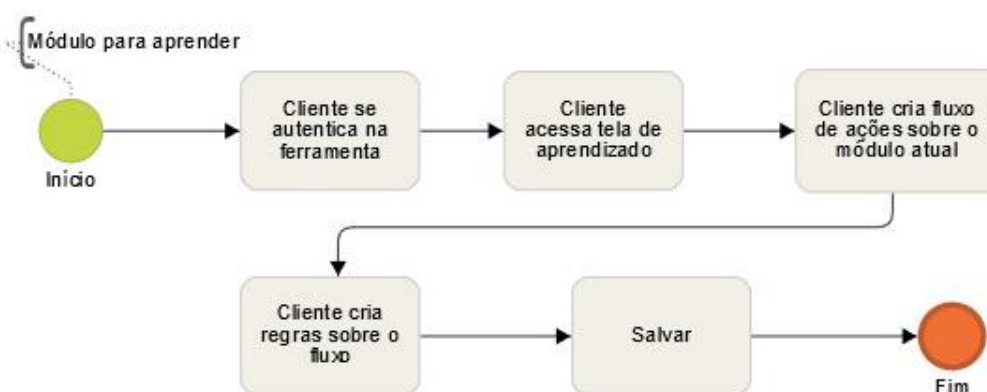 Módulo para aprender
Início
Cliente se
autentica na
ferramenta
Cliente
acessa tela de
aprendizado
Cliente cria fluxo
de ações sobre o
módulo atual
Cliente cria
regras sobre o
fluxo
Salvar
Fim